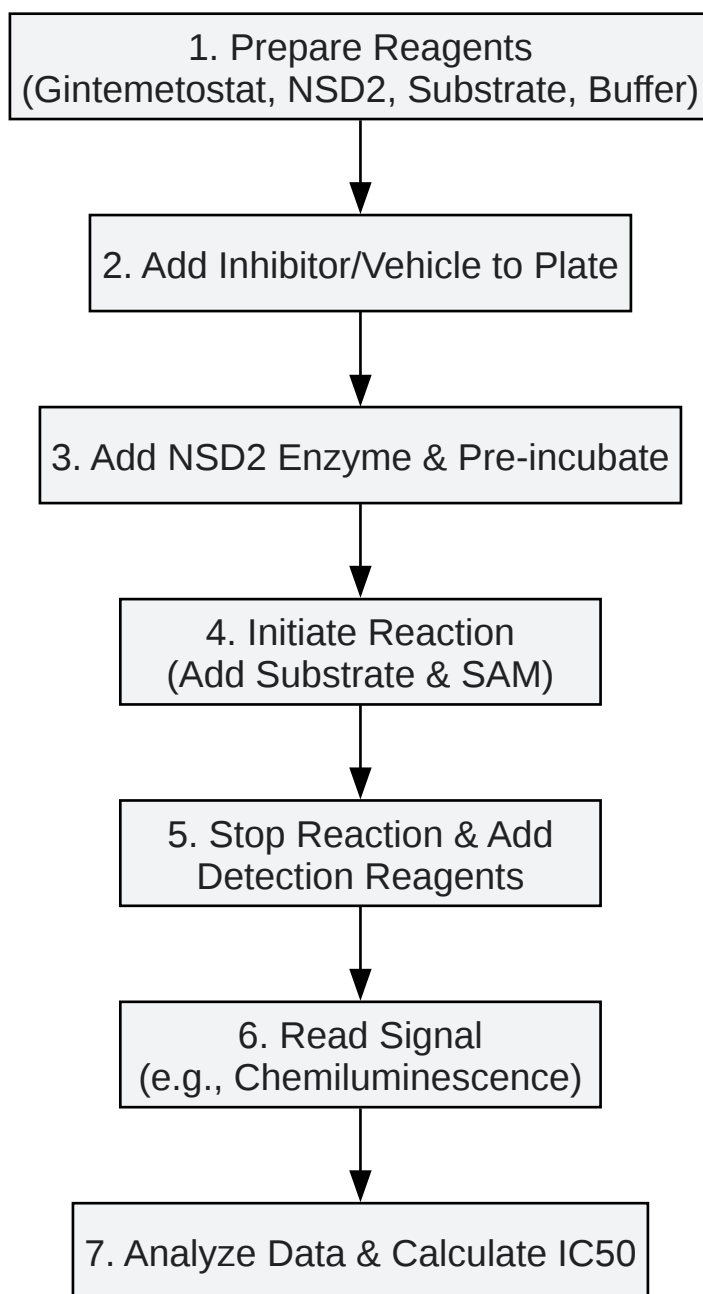 1. Prepare Reagents
(Gintemetostat, NSD2, Substrate, Buffer)
2. Add Inhibitor/Vehicle to Plate
3. Add NSD2 Enzyme & Pre-incubate
4. Initiate Reaction
(Add Substrate & SAM)
5. Stop Reaction & Add
Detection Reagents
6. Read Signal
(e.g., Chemiluminescence)
7. Analyze Data & Calculate IC50